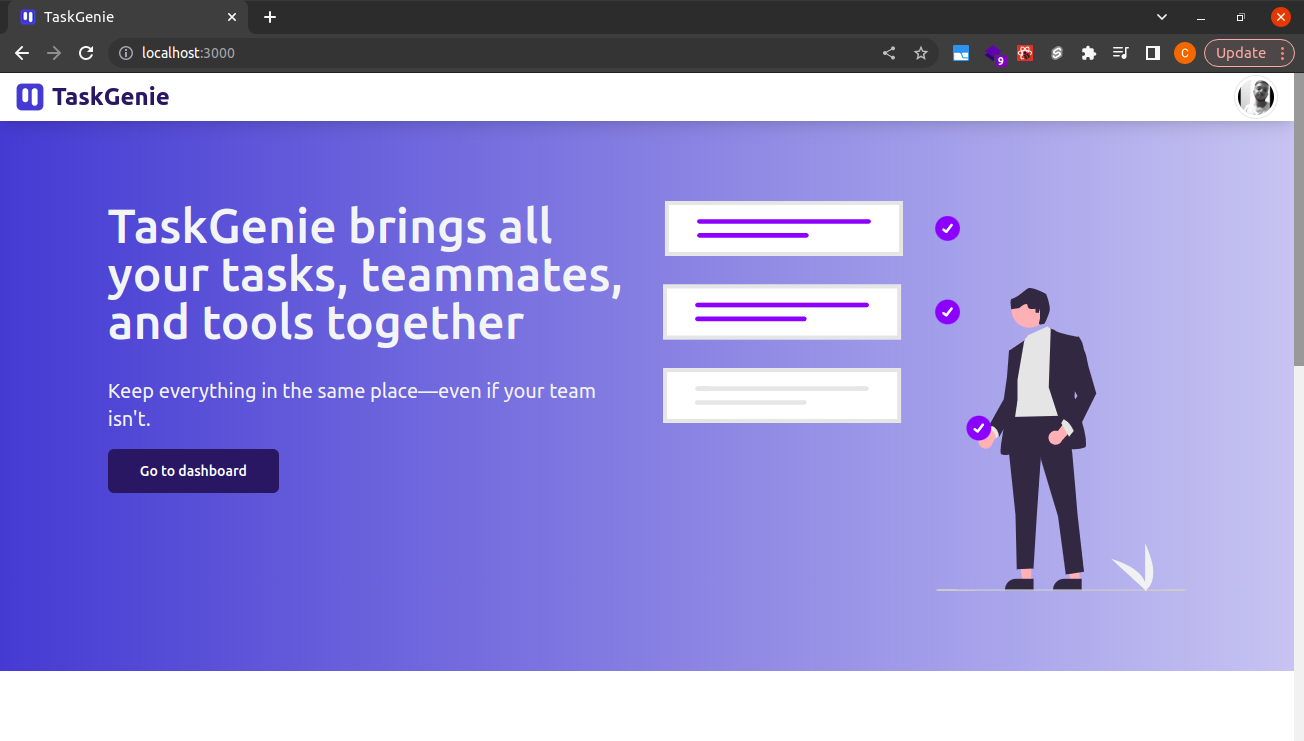 TaskGenie
localhost:3000
9
C
Update
TaskGenie
TaskGenie brings all
your tasks, teammates,
and tools together
Keep everything in the same place—even if your team
isn't.
Go to dashboard